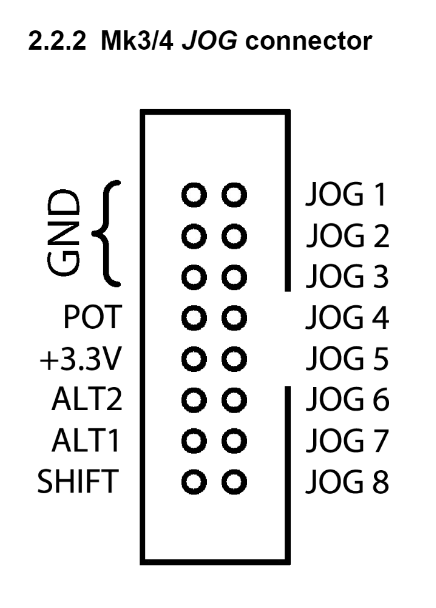 2.2.2 Mk3/4 JOG connector
GND
JOG 1
JOG 2
JOG 3
POT
JOG 4
+3.3V
JOG 5
ALT2
JOG 6
ALT1
JOG 7
SHIFT
JOG 8